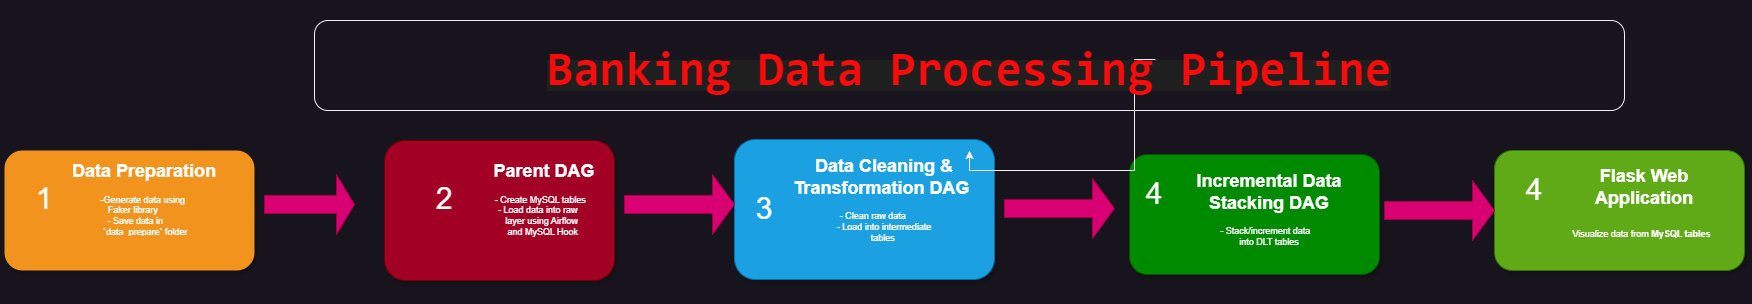 Banking Data Processing Pipeline
1
Data Preparation
-Generate data using
Faker library
- Save data in
`data_prepare` folder
2
Parent DAG
- Create MySQL tables
- Load data into raw
layer using Airflow
and MySQL Hook
3
Data Cleaning &
Transformation DAG
- Clean raw data
- Load into intermediate
tables
4
Incremental Data
Stacking DAG
- Stack/increment data
into DLT tables
4
Flask Web
Application
Visualize data from MySQL tables